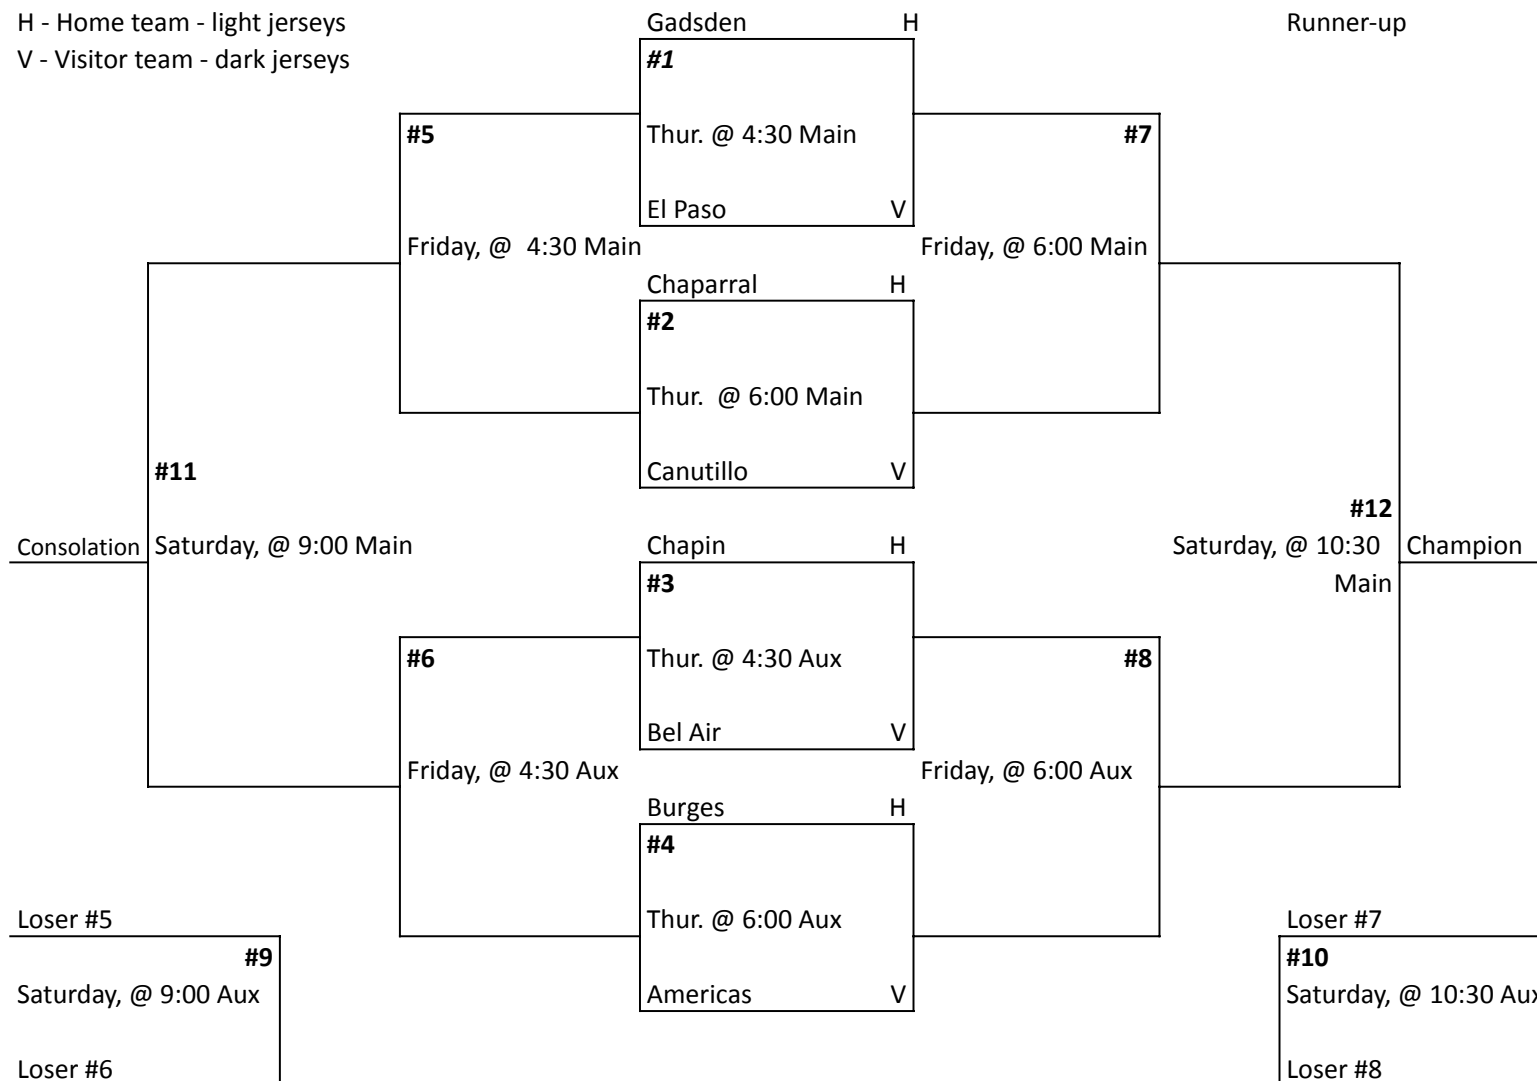 H - Home team - light jerseys
Gadsden H
Runner-up
V - Visitor team - dark jerseys
#1
#5
Thur. @ 4:30 Main
#7
El Paso V
Friday, @  4:30 Main
Friday, @ 6:00 Main
Chaparral H
#2
Thur.  @ 6:00 Main
#11
Canutillo V
#12
Consolation
Saturday, @ 9:00 Main
Chapin H
Saturday, @ 10:30
Champion
#3
Main
#6
Thur. @ 4:30 Aux
#8
Bel Air V
Friday, @ 4:30 Aux
Friday, @ 6:00 Aux
Burges H
#4
Loser #5
Thur. @ 6:00 Aux
Loser #7
#9
#10
Saturday, @ 9:00 Aux
Americas V
Saturday, @ 10:30 Aux
Loser #6
Loser #8